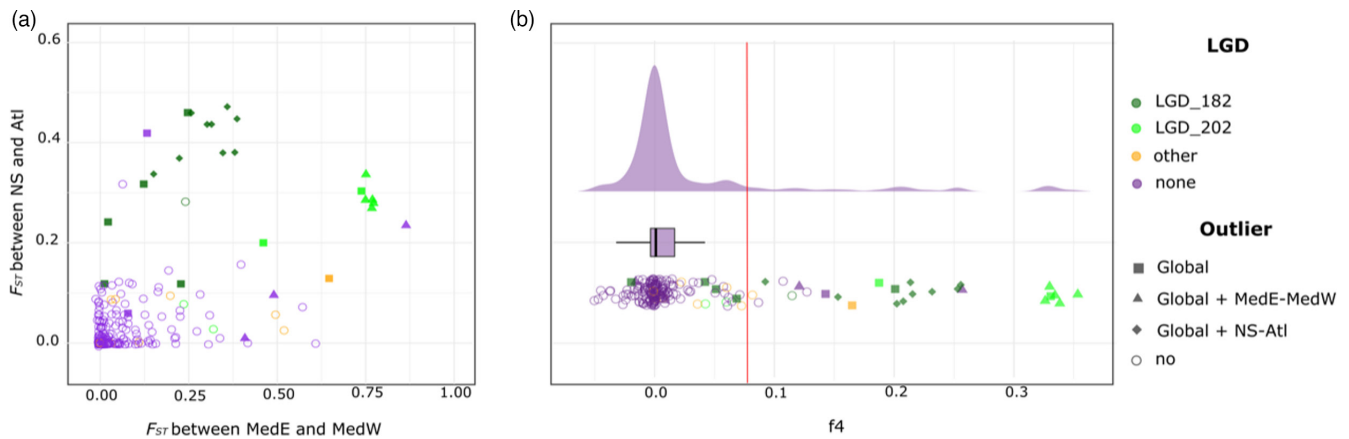 (a)
0.6
0.4
0.2
0.0
0.00 0.25 0.50 0.75 1.00
FST between NS and Atl
FST between MedE and MedW
(b)
0.0 0.1 0.2 0.3
f4
LGD
LGD_182
LGD_202
other
none
Outlier
Global
Global + MedE-MedW
Global + NS-Atl
no